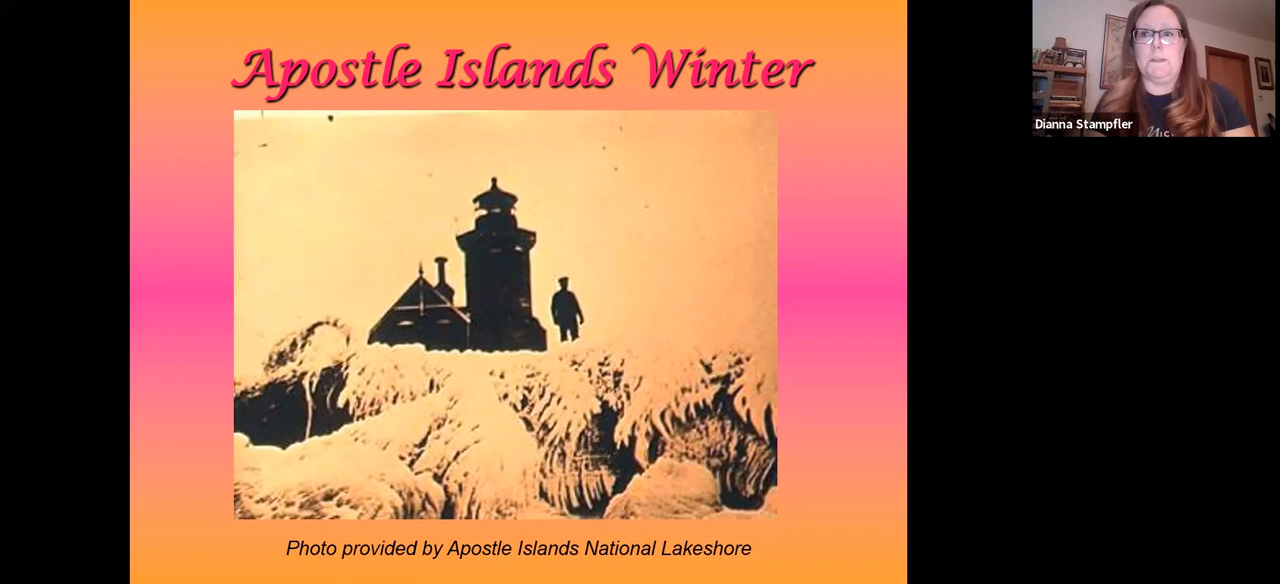 Apostle Islands Winter
Photo provided by Apostle Islands National Lakeshore
Dianna Stampfler